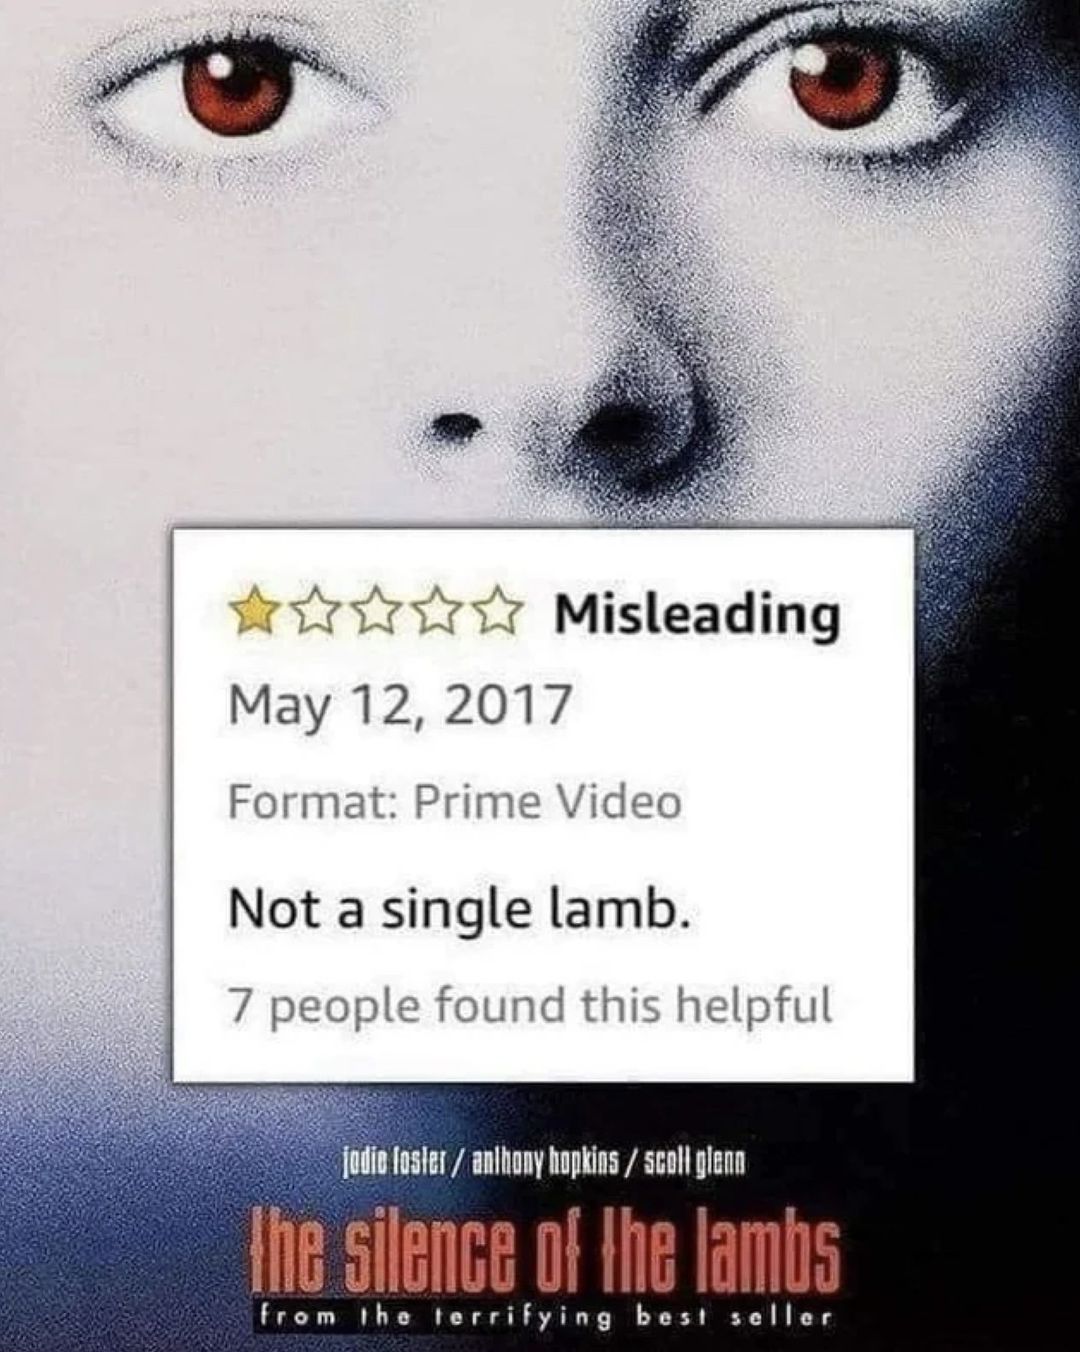 Misleading
May 12, 2017
Format: Prime Video
Not a single lamb.
7 people found this helpful
jodie foster / anthony hopkins / scott glenn
the silence of the lambs
from the terrifying best seller